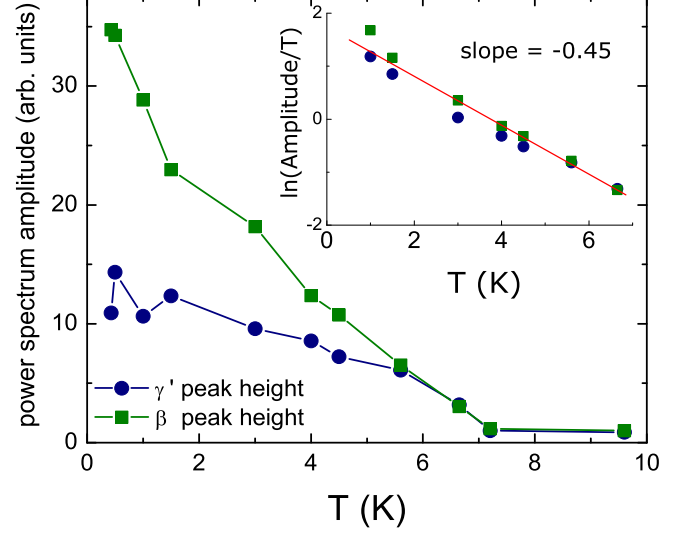 power spectrum amplitude (arb. units)
30
20
10
0
0 2 4 6 8 10
T (K)
γ ' peak height
β peak height
ln(Amplitude/T)
2
0
-2
0 2 4 6
T (K)
slope = -0.45